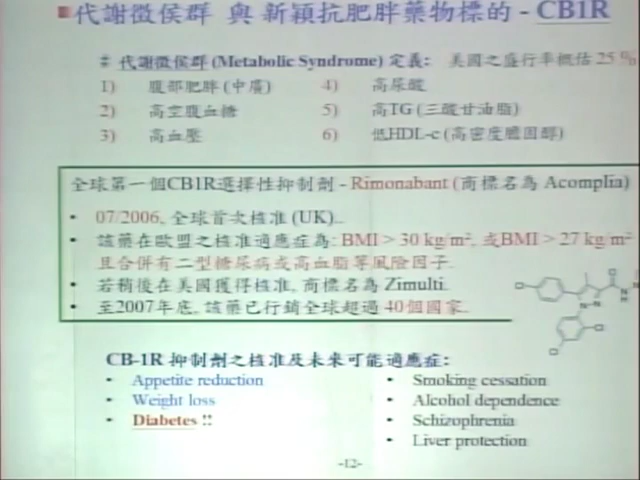 代謝徵侯群 與 新穎抗肥胖藥物標的 - CB1R
# 代謝徵侯群 (Metabolic Syndrome) 定義: 美國之盛行率概估 25 %
1) 腹部肥胖 (中廣) 4) 高尿酸
2) 高空腹血糖 5) 高TG (三酸甘油脂)
3) 高血壓 6) 低HDL-c (高密度膽固醇)
全球第一個CB1R選擇性抑制劑 - Rimonabant (商標名為 Acomplia)
• 07/2006, 全球首次核准 (UK)..
• 該藥在歐盟之核准適應症為: BMI > 30 kg/m², 或BMI > 27 kg/m²
且合併有二型糖尿病或高血脂等風險因子.
• 若稍後在美國獲得核准, 商標名為 Zimulti.
• 至2007年底, 該藥已行銷全球超過 40個國家.
Cl
O
N
N
H
N
N
Cl
Cl
CB-1R 抑制劑之核准及未來可能適應症:
• Appetite reduction
• Weight loss
• Diabetes !!
• Smoking cessation
• Alcohol dependence
• Schizophrenia
• Liver protection
-12-